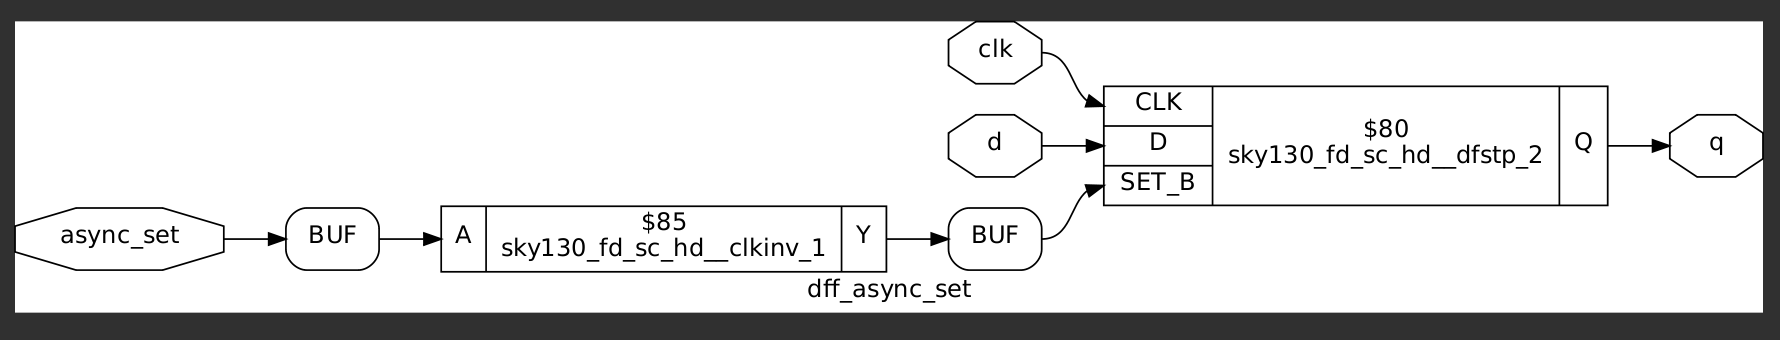 clk
CLK
d
D
$80
sky130_fd_sc_hd__dfstp_2
Q
q
SET_B
async_set
BUF
A
$85
sky130_fd_sc_hd__clkinv_1
Y
BUF
dff_async_set